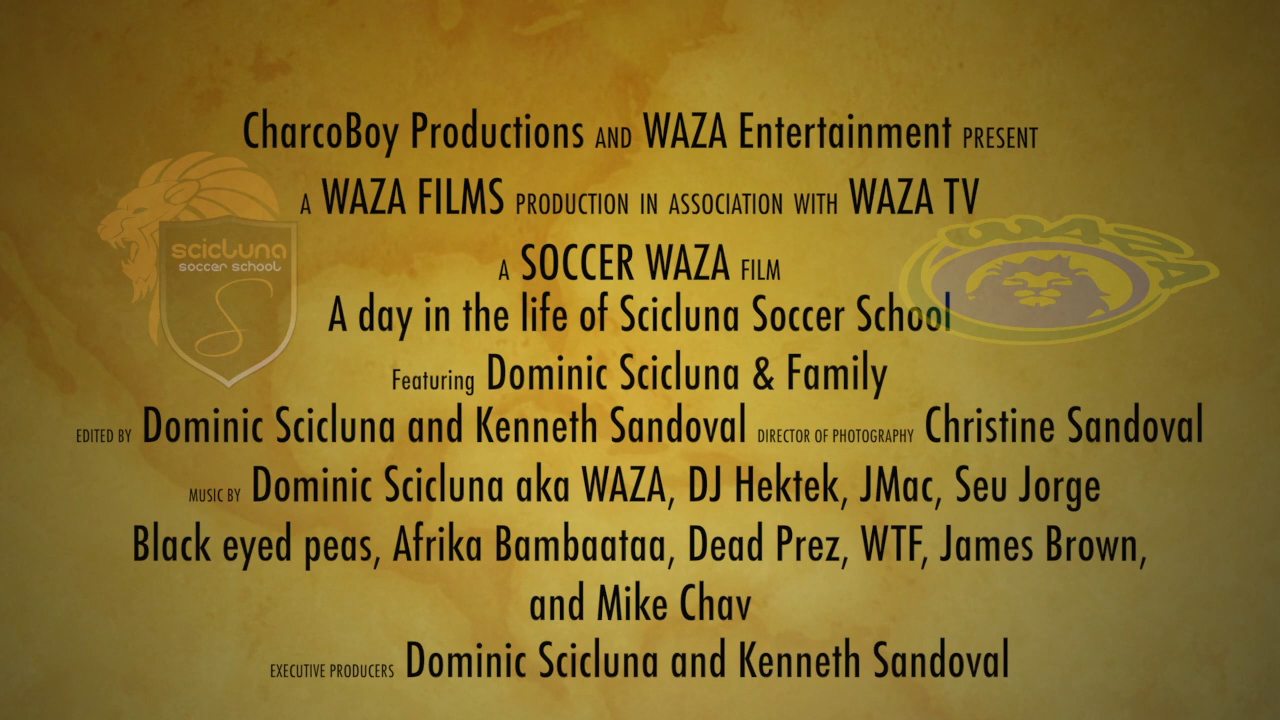 CharcoBoy Productions AND WAZA Entertainment PRESENT
A WAZA FILMS PRODUCTION IN ASSOCIATION WITH WAZA TV
A SOCCER WAZA FILM
scicluna
soccer school
S
WAZA
A day in the life of Scicluna Soccer School
Featuring Dominic Scicluna & Family
EDITED BY Dominic Scicluna and Kenneth Sandoval DIRECTOR OF PHOTOGRAPHY Christine Sandoval
MUSIC BY Dominic Scicluna aka WAZA, DJ Hektek, JMac, Seu Jorge
Black eyed peas, Afrika Bambaataa, Dead Prez, WTF, James Brown,
and Mike Chav
EXECUTIVE PRODUCERS Dominic Scicluna and Kenneth Sandoval